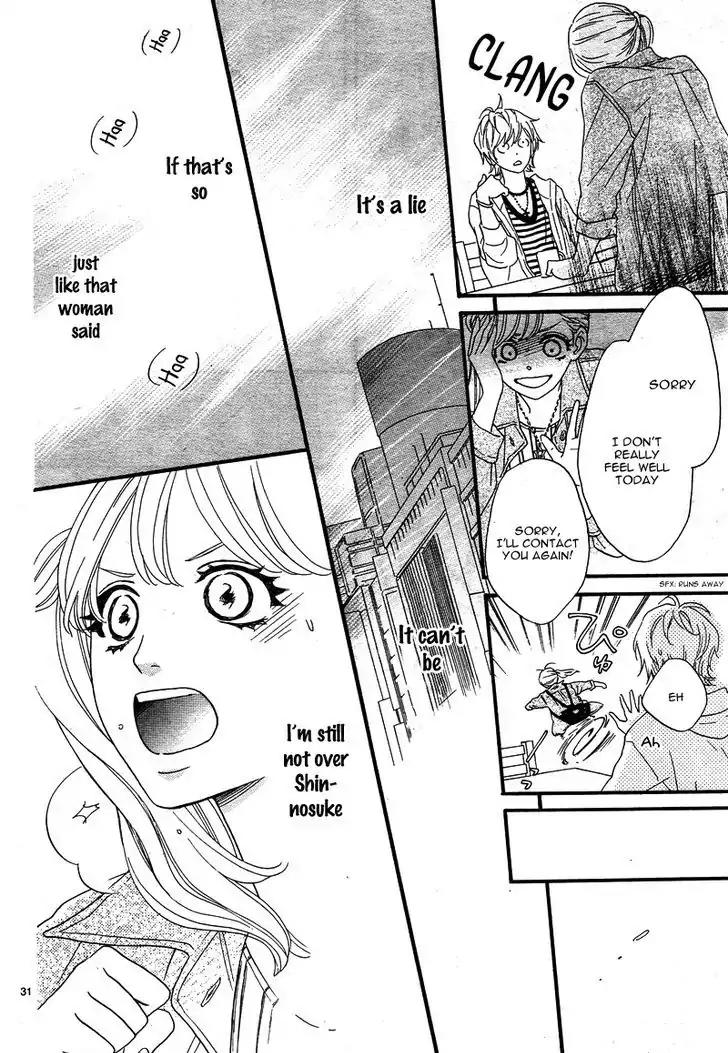 CLANG
SORRY
I DON'T
REALLY
FEEL WELL
TODAY
SORRY,
I'LL CONTACT
YOU AGAIN!
SFX: RUNS AWAY
ぴゅ
EH
Ah
It's a lie
It can't
be
If that's
so
(Haa
(Haa)
just
like that
woman
said
(Haa)
I'm still
not over
Shin-
nosuke
31